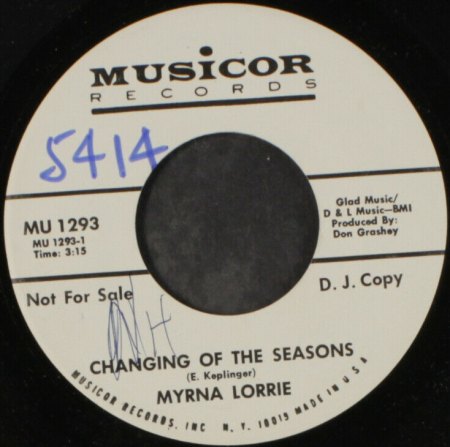 MUSICOR
RECORDS
5414
MU 1293
MU 1293-1
Time: 3:15
Glad Music/
D & L Music—BMI
Produced By:
Don Grashey
Not For Sale
D. J. Copy
CHANGING OF THE SEASONS
(E. Keplinger)
MYRNA LORRIE
MUSICOR RECORDS, INC. N. Y. 10019 MADE IN U.S.A